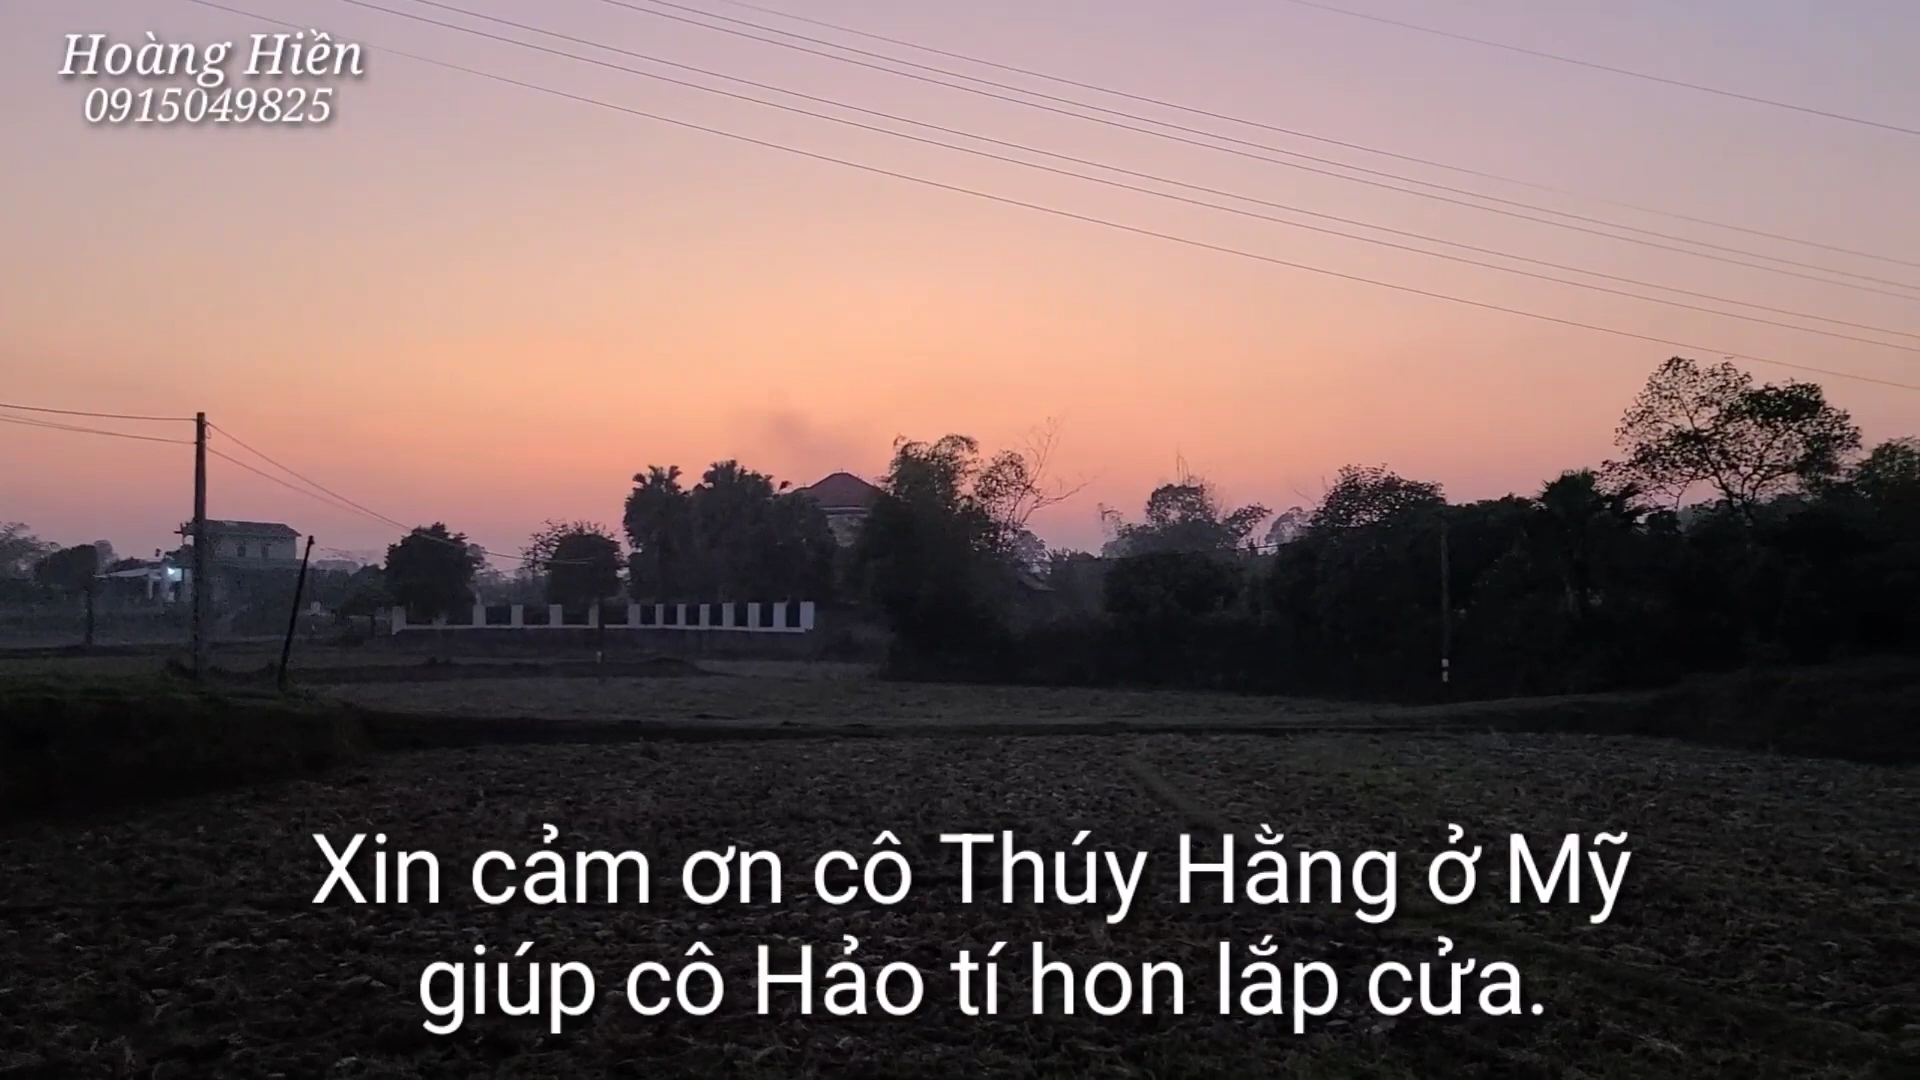 Hoàng Hiền
0915049825
Xin cảm ơn cô Thúy Hằng ở Mỹ
giúp cô Hảo tí hon lắp cửa.